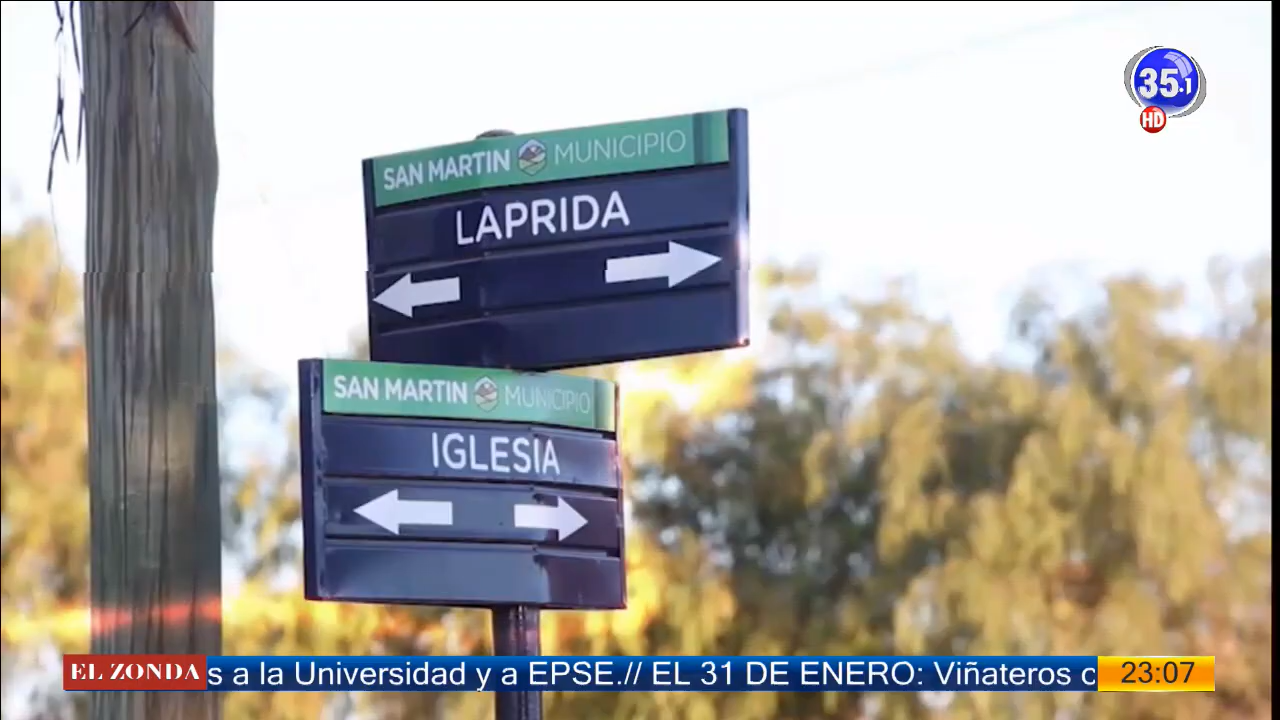 35.1
HD
SAN MARTIN MUNICIPIO
LAPRIDA
SAN MARTIN MUNICIPIO
IGLESIA
EL ZONDA s a la Universidad y a EPSE.// EL 31 DE ENERO: Viñateros 23:07